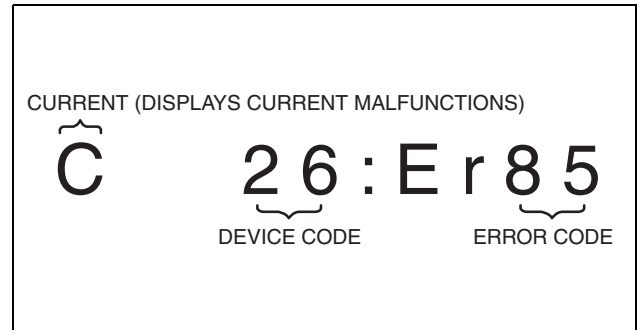 CURRENT (DISPLAYS CURRENT MALFUNCTIONS)
C 26:Er85
DEVICE CODE ERROR CODE